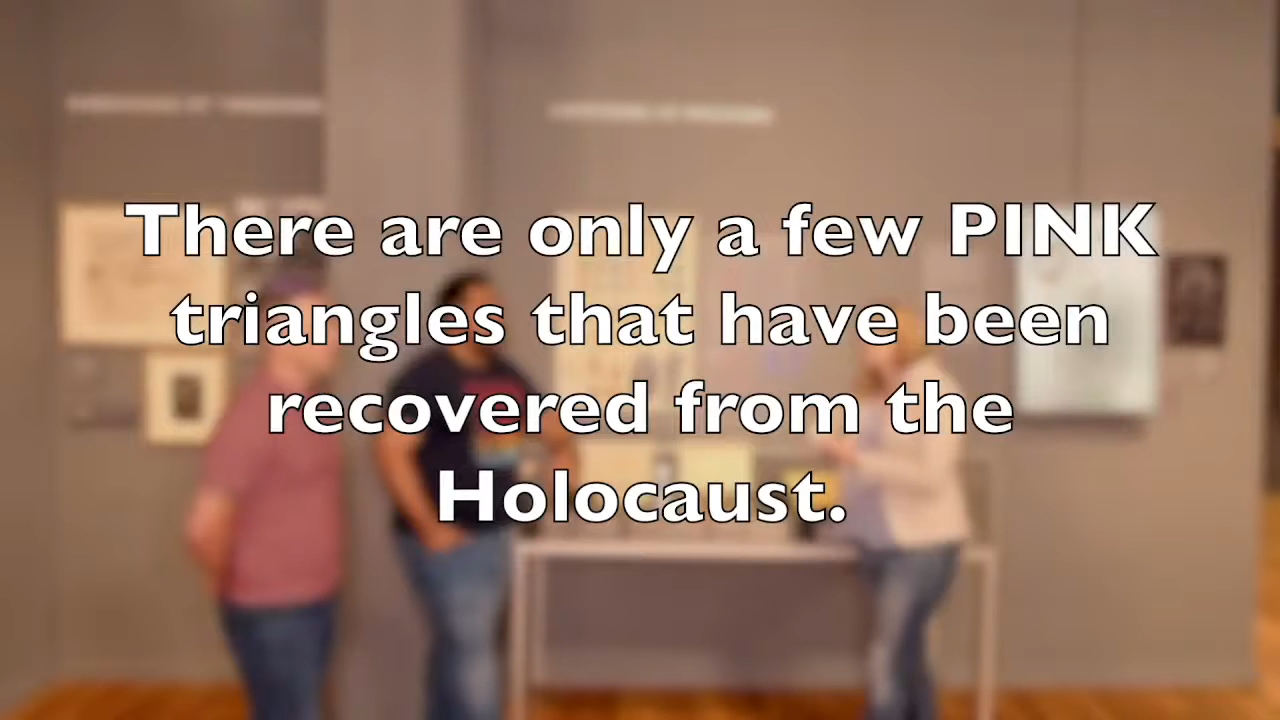 There are only a few PINK
triangles that have been
recovered from the
Holocaust.